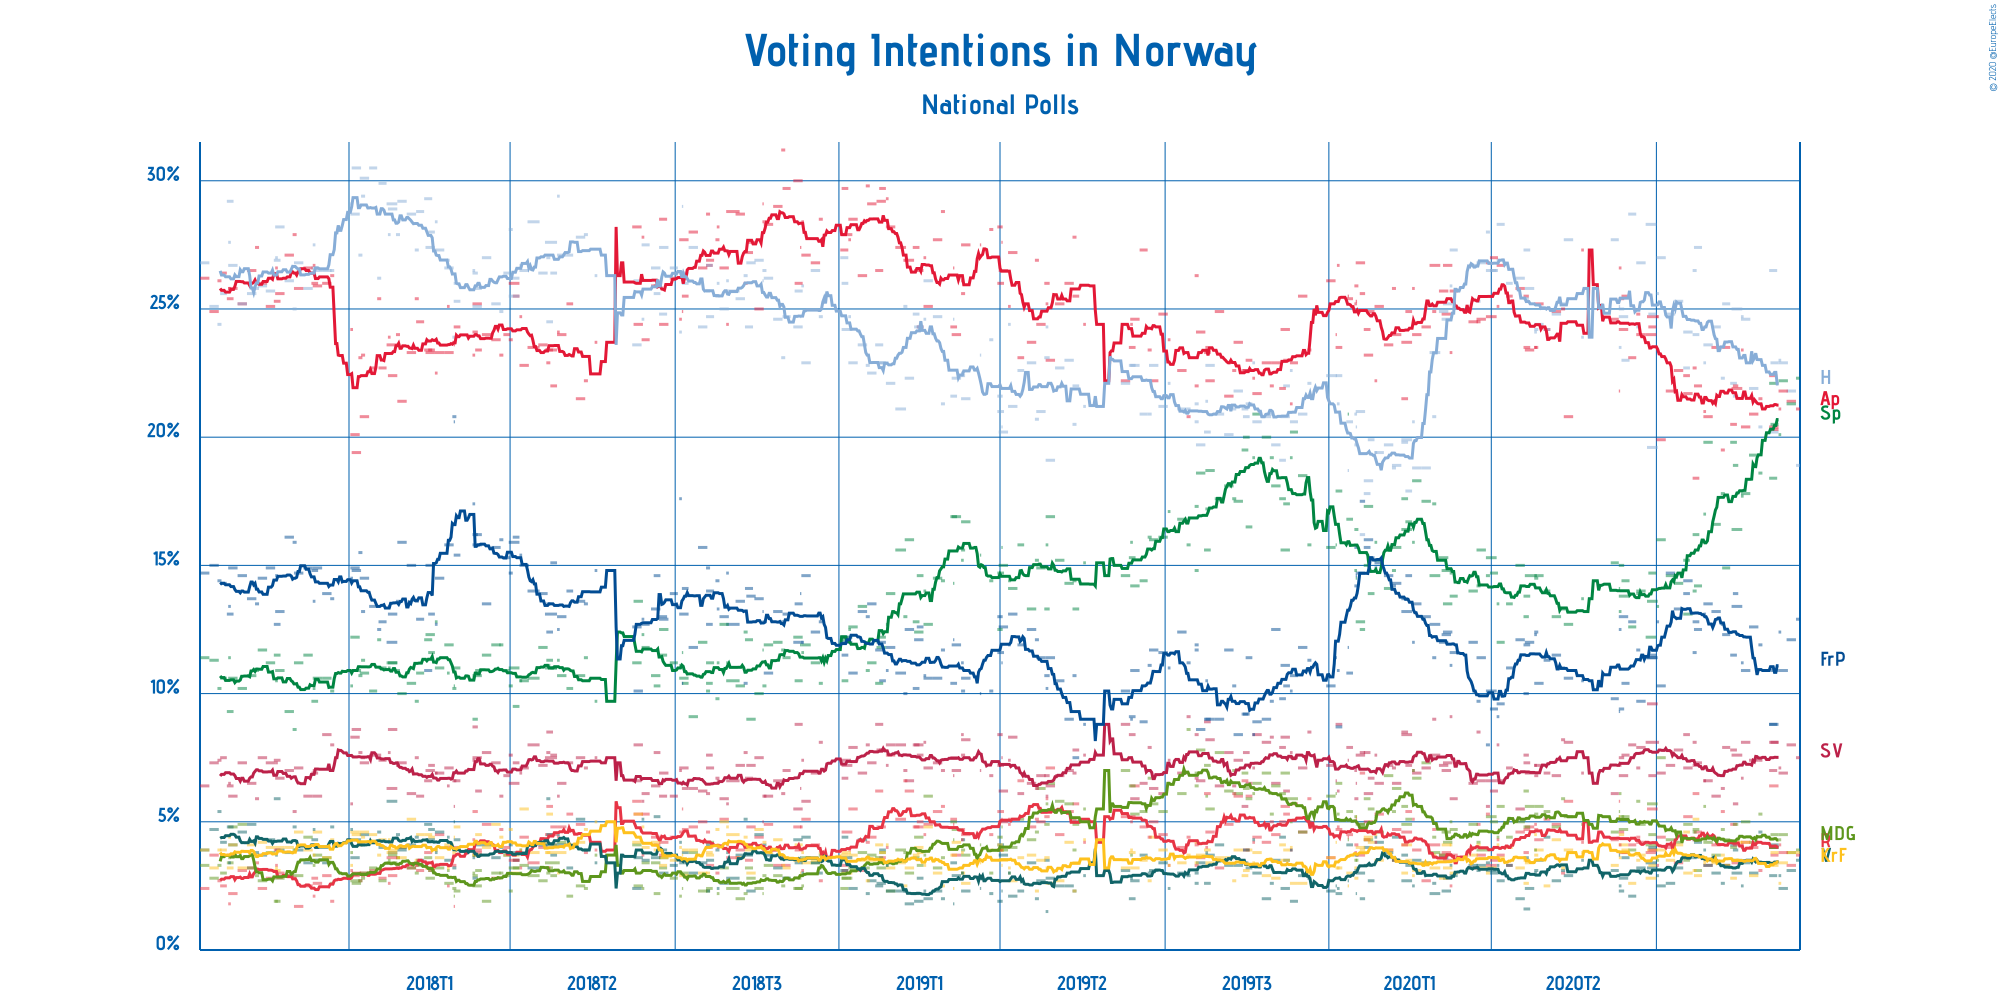 © 2020 @EuropeElects
Voting Intentions in Norway
National Polls
30%
25%
20%
15%
10%
5%
0%
H
Ap
Sp
FrP
SV
MDG
R
KrF
2018T1 2018T2 2018T3 2019T1 2019T2 2019T3 2020T1 2020T2